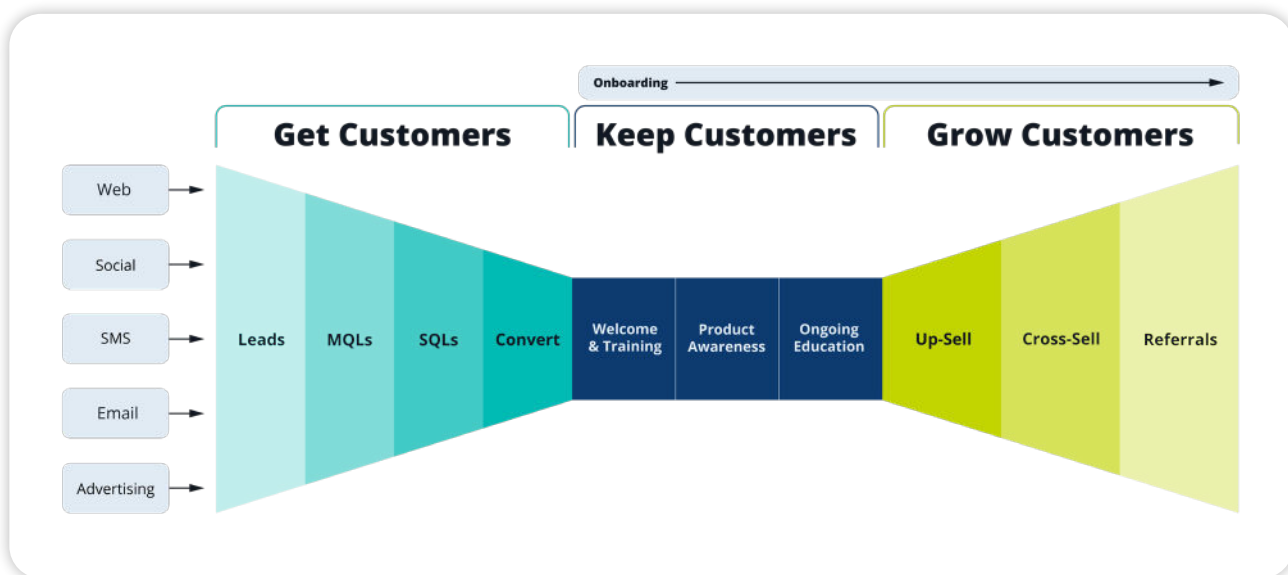 Onboarding
Get Customers
Keep Customers
Grow Customers
Web
Social
SMS
Email
Advertising
Leads
MQLs
SQLs
Convert
Welcome
& Training
Product
Awareness
Ongoing
Education
Up-Sell
Cross-Sell
Referrals